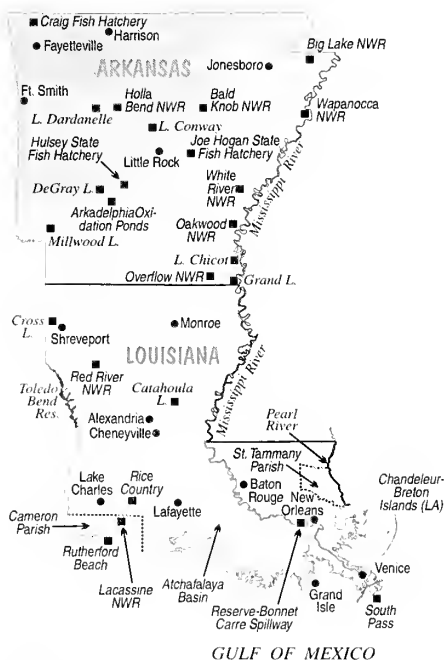 Craig Fish Hatchery
Harrison
Fayetteville
Big Lake NWR
ARKANSAS
Jonesboro
Ft. Smith
Holla
Bend NWR
Bald
Knob NWR
L. Dardanelle
Wapanocca
NWR
L. Conway
Hulsey State
Fish Hatchery
Joe Hogan State
Fish Hatchery
Little Rock
Mississippi River
DeGray L.
White
River
NWR
ArkadelphiaOxi-
dation Ponds
Oakwood
NWR
Millwood L.
L. Chicot
Overflow NWR
Grand L.
Cross
L.
Monroe
Shreveport
LOUISIANA
Mississippi River
Red River
NWR
Toledo
Bend
Res.
Catahoula
L.
Alexandria
Cheneyville
Pearl
River
St. Tammany
Parish
Chandeleur-
Breton
Islands (LA)
Lake
Charles
Rice
Country
Baton
Rouge
New
Orleans
Cameron
Parish
Lafayette
Rutherford
Beach
Venice
Lacassine
NWR
Atchafalaya
Basin
Grand
Isle
Reserve-Bonnet
Carre Spillway
South
Pass
GULF OF MEXICO